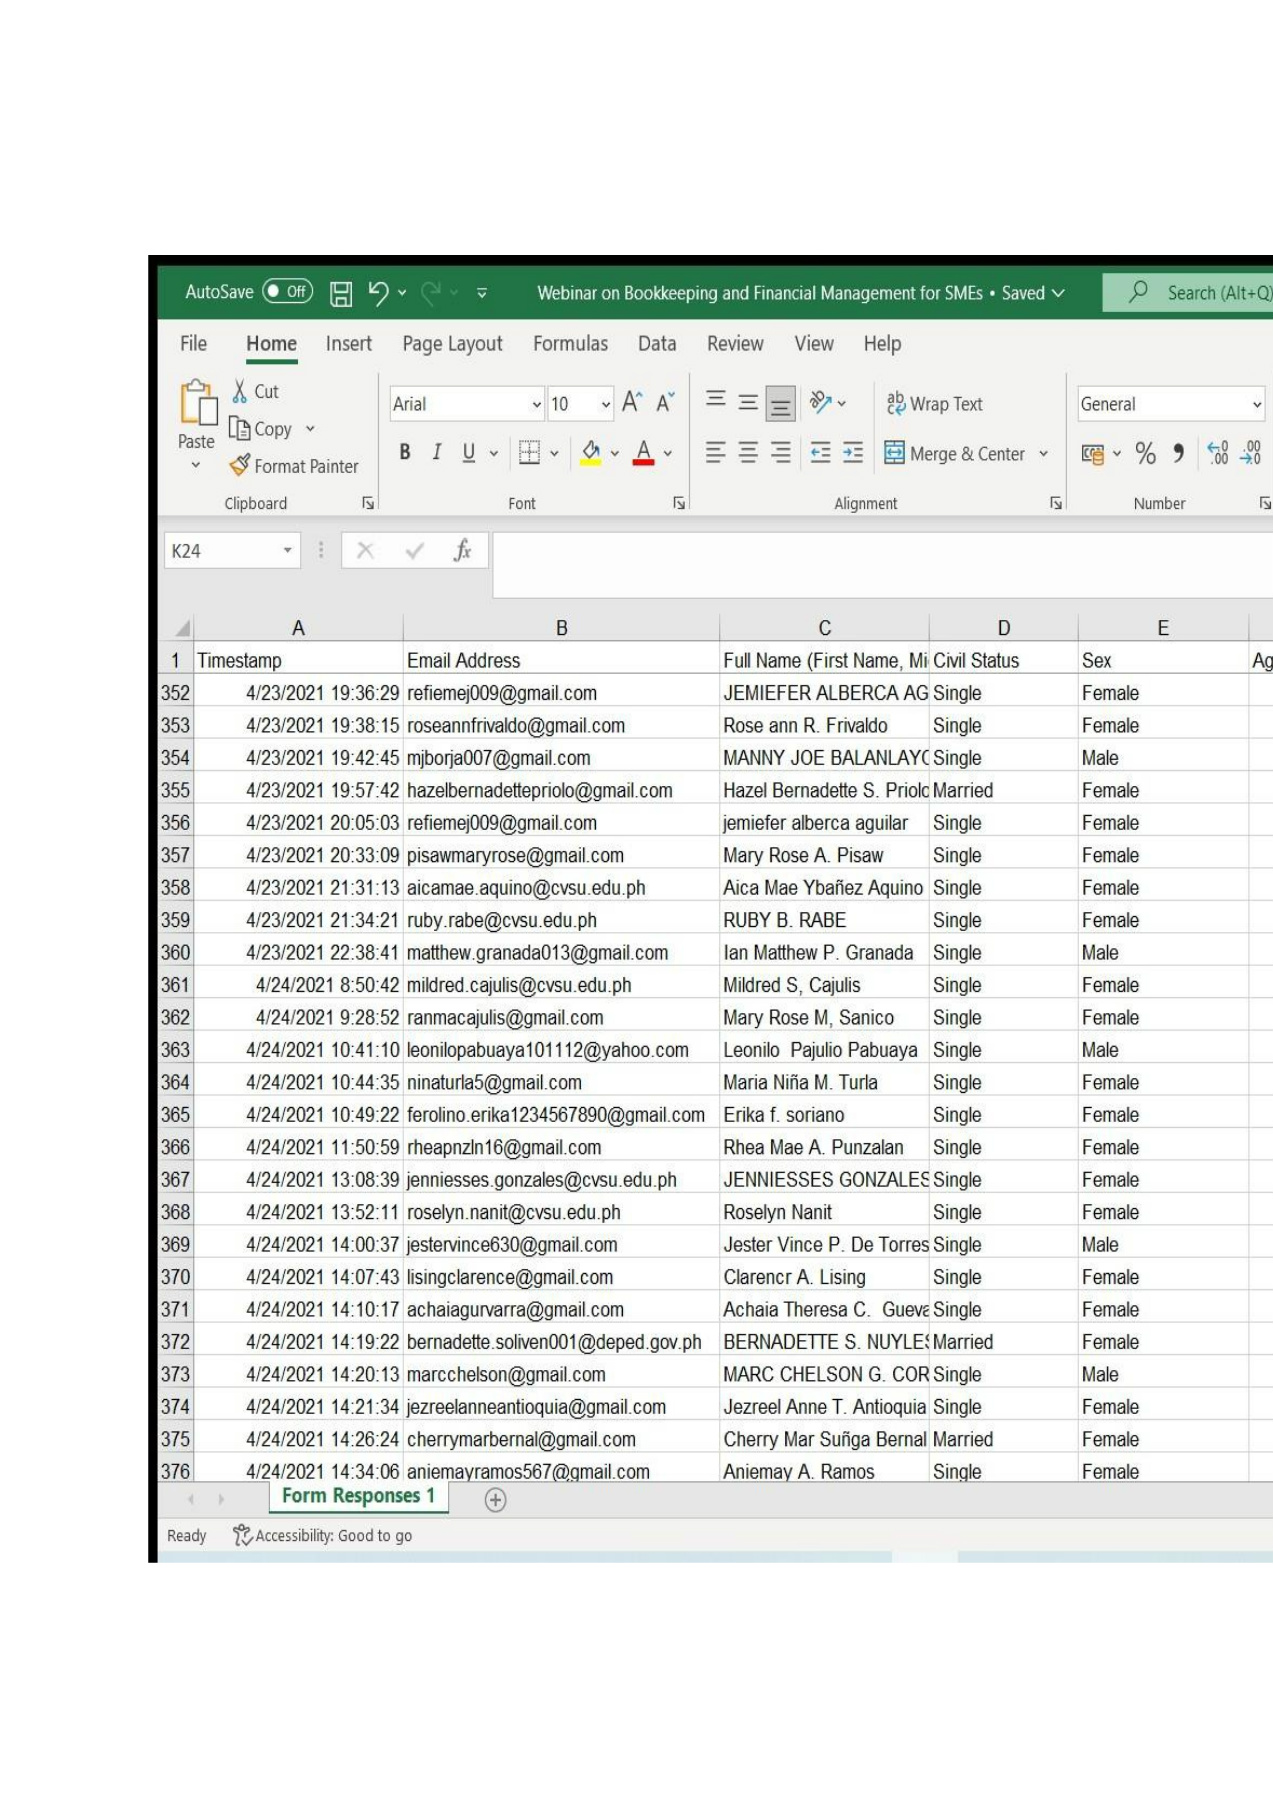 AutoSave Off Webinar on Bookkeeping and Financial Management for SMEs • Saved Search (Alt+Q)
File Home Insert Page Layout Formulas Data Review View Help
Cut
Arial 10 Wrap Text General
Copy
Paste
B I U A Merge & Center % .00
Format Painter
Clipboard Font Alignment Number
K24 fx
A B C D E
1 Timestamp Email Address Full Name (First Name, Mi Civil Status Sex Ag
352 4/23/2021 19:36:29 refiemej009@gmail.com JEMIEFER ALBERCA AG Single Female
353 4/23/2021 19:38:15 roseannfrivaldo@gmail.com Rose ann R. Frivaldo Single Female
354 4/23/2021 19:42:45 mjborja007@gmail.com MANNY JOE BALANLAYO Single Male
355 4/23/2021 19:57:42 hazelbernadettepriolo@gmail.com Hazel Bernadette S. Priolo Married Female
356 4/23/2021 20:05:03 refiemej009@gmail.com jemiefer alberca aguilar Single Female
357 4/23/2021 20:33:09 pisawmaryrose@gmail.com Mary Rose A. Pisaw Single Female
358 4/23/2021 21:31:13 aicamae.aquino@cvsu.edu.ph Aica Mae Ybañez Aquino Single Female
359 4/23/2021 21:34:21 ruby.rabe@cvsu.edu.ph RUBY B. RABE Single Female
360 4/23/2021 22:38:41 matthew.granada013@gmail.com Ian Matthew P. Granada Single Male
361 4/24/2021 8:50:42 mildred.cajulis@cvsu.edu.ph Mildred S, Cajulis Single Female
362 4/24/2021 9:28:52 ranmacajulis@gmail.com Mary Rose M, Sanico Single Female
363 4/24/2021 10:41:10 leonilopabuaya101112@yahoo.com Leonilo Pajulio Pabuaya Single Male
364 4/24/2021 10:44:35 ninaturla5@gmail.com Maria Niña M. Turla Single Female
365 4/24/2021 10:49:22 ferolino.erika1234567890@gmail.com Erika f. soriano Single Female
366 4/24/2021 11:50:59 rheapnzln16@gmail.com Rhea Mae A. Punzalan Single Female
367 4/24/2021 13:08:39 jenniesses.gonzales@cvsu.edu.ph JENNIESSES GONZALES Single Female
368 4/24/2021 13:52:11 roselyn.nanit@cvsu.edu.ph Roselyn Nanit Single Female
369 4/24/2021 14:00:37 jestervince630@gmail.com Jester Vince P. De Torres Single Male
370 4/24/2021 14:07:43 lisingclarence@gmail.com Clarencr A. Lising Single Female
371 4/24/2021 14:10:17 achaiagurvarra@gmail.com Achaia Theresa C. Gueva Single Female
372 4/24/2021 14:19:22 bernadette.soliven001@deped.gov.ph BERNADETTE S. NUYLES Married Female
373 4/24/2021 14:20:13 marcchelson@gmail.com MARC CHELSON G. COR Single Male
374 4/24/2021 14:21:34 jezreelanneantioquia@gmail.com Jezreel Anne T. Antioquia Single Female
375 4/24/2021 14:26:24 cherrymarbernal@gmail.com Cherry Mar Suñga Bernal Married Female
376 4/24/2021 14:34:06 aniemayramos567@gmail.com Aniemay A. Ramos Single Female
Form Responses 1
Ready Accessibility: Good to go